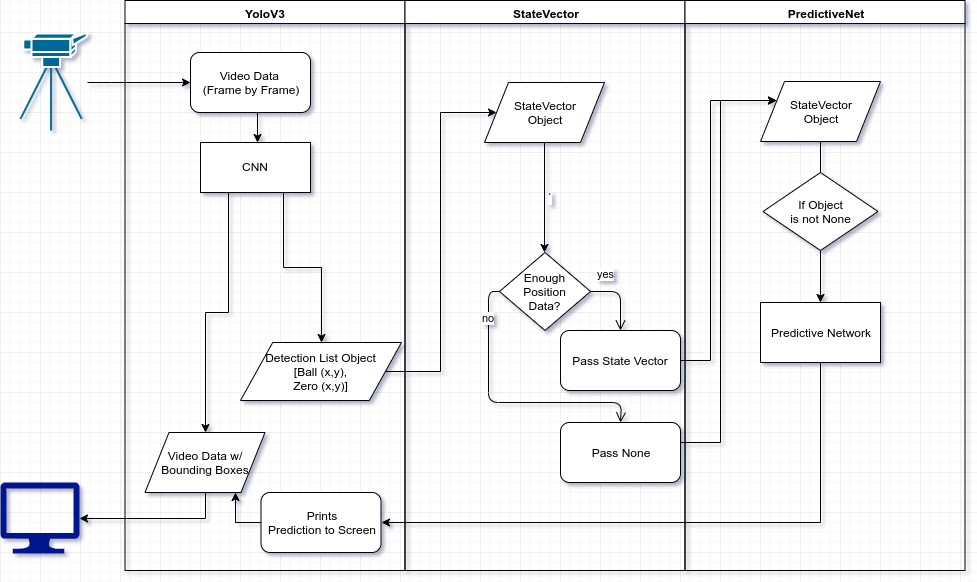 YoloV3
StateVector
PredictiveNet
Video Data
(Frame by Frame)
CNN
Detection List Object
[Ball (x,y),
Zero (x,y)]
Video Data w/
Bounding Boxes
Prints
Prediction to Screen
StateVector
Object
`
Enough
Position
Data?
yes
no
Pass State Vector
Pass None
StateVector
Object
If Object
is not None
Predictive Network